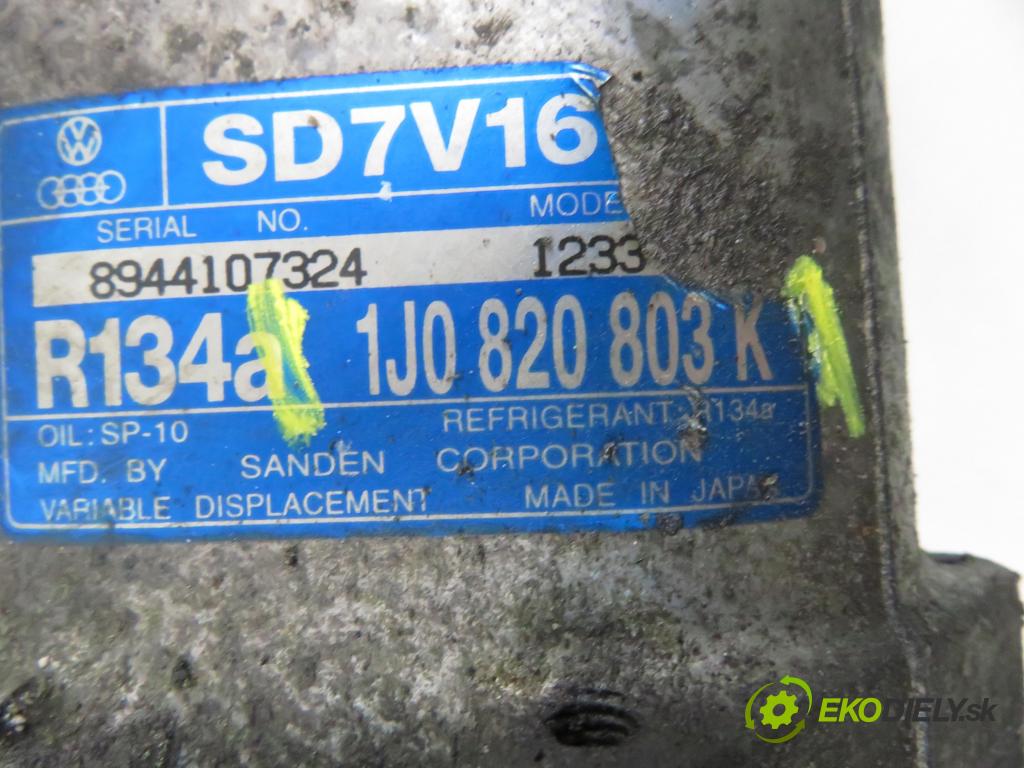 SD7V16
SERIAL NO. MODE
8944107324 1233
R134a 1J0 820 803 K
OIL: SP-10 REFRIGERANT: R134a
MFD. BY SANDEN CORPORATION
VARIABLE DISPLACEMENT MADE IN JAPAN
EKODIELY.sk